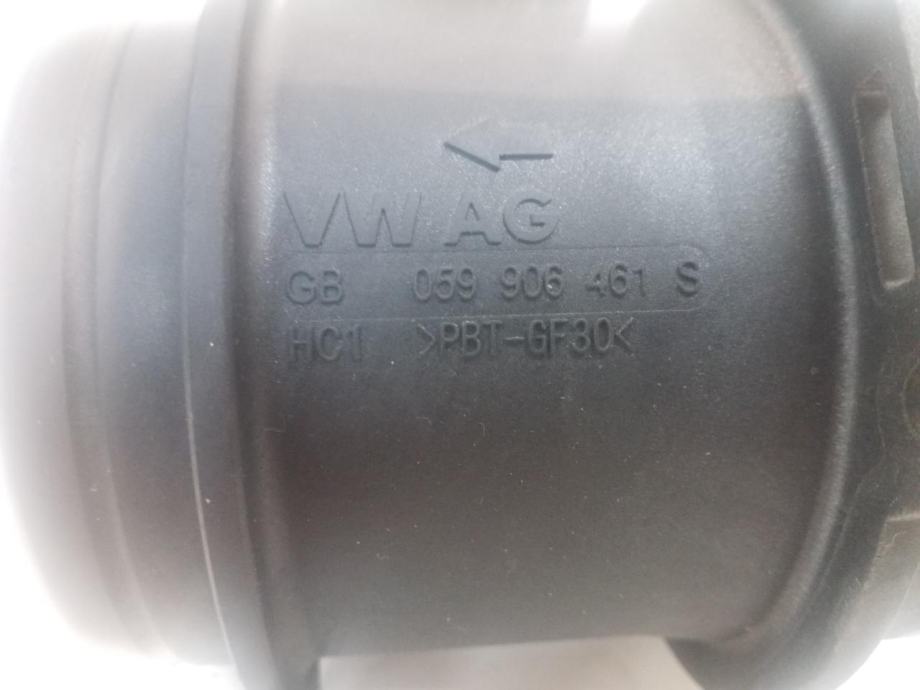 VW AG
GB 059 906 461 S
HC1 >PBT-GF30<